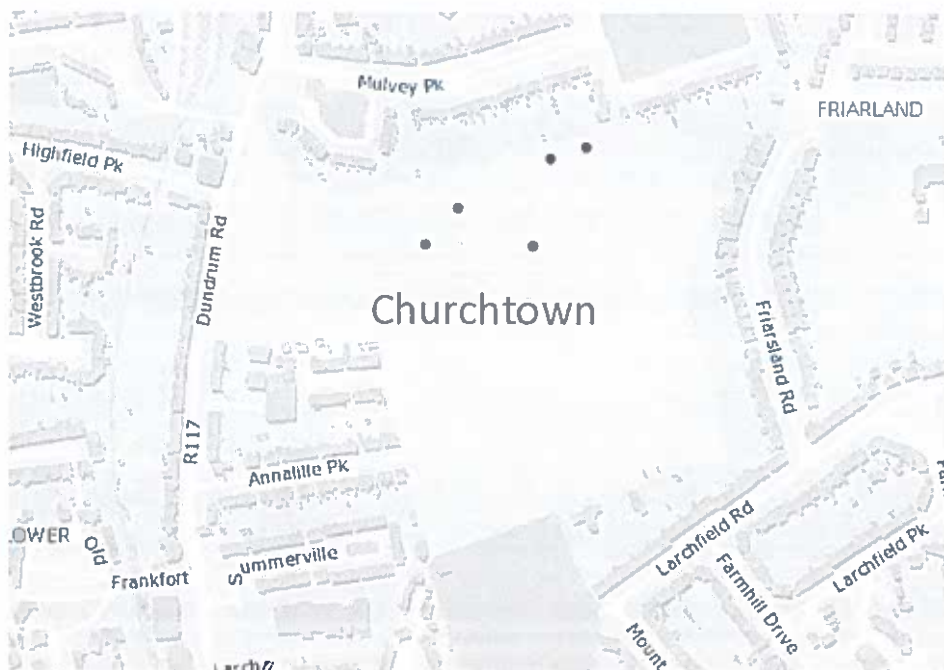 Mulvey Pk
FRIARLAND
Highfield Pk
Westbrook Rd
Dundrum Rd
Churchtown
Friarsland Rd
R117
Annaville Pk
OWER
Old
Frankfort
Summerville
Larchfield Rd
Larchfield Pk
Farmhill Drive
Mount
Larch